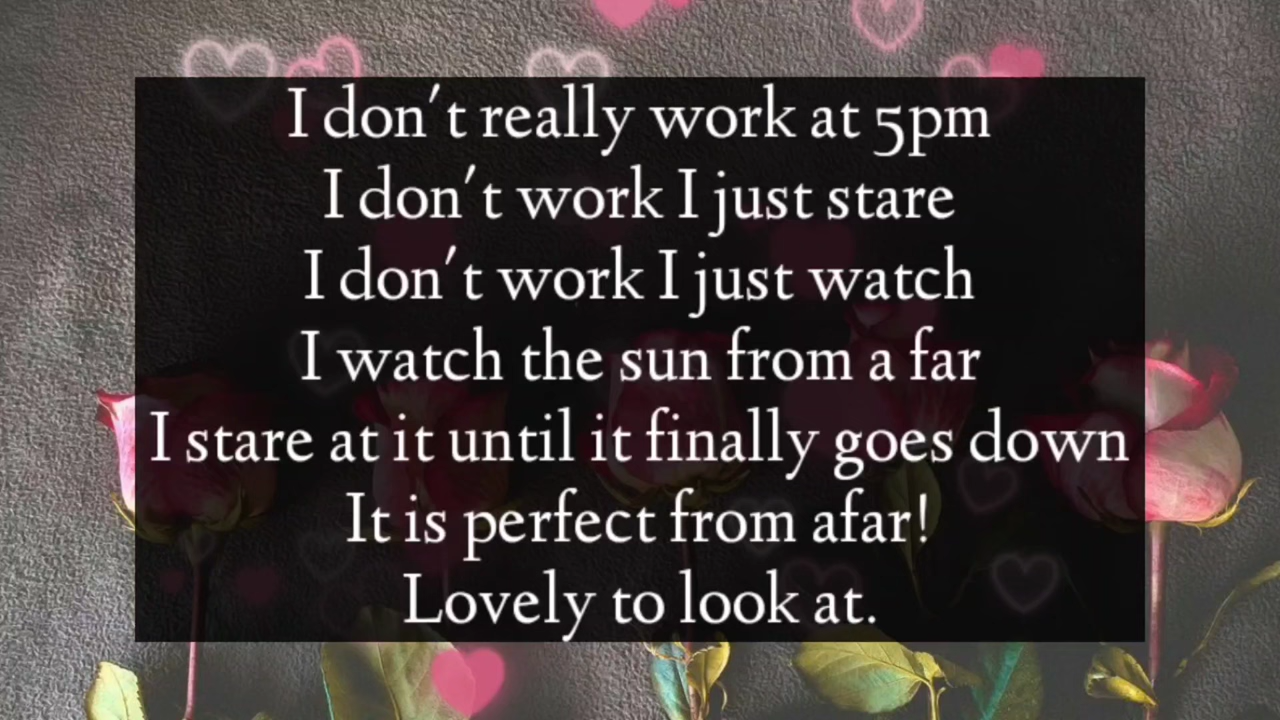 I don't really work at 5pm
I don't work I just stare
I don't work I just watch
I watch the sun from a far
I stare at it until it finally goes down
It is perfect from afar!
Lovely to look at.